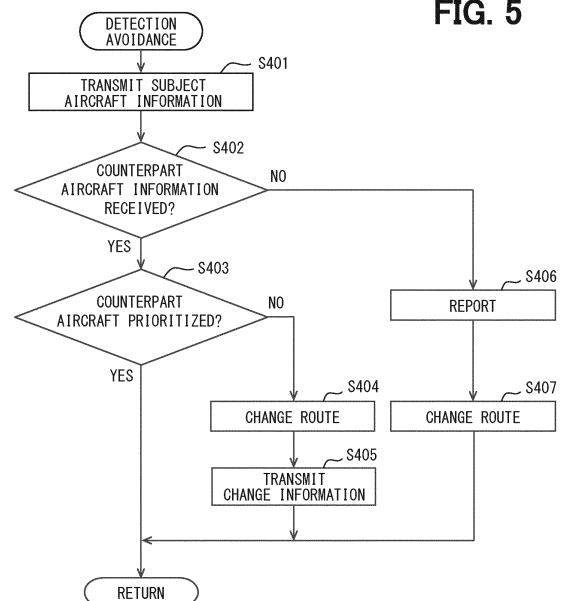 FIG. 5
DETECTION
AVOIDANCE
S401
TRANSMIT SUBJECT
AIRCRAFT INFORMATION
S402
COUNTERPART
AIRCRAFT INFORMATION
RECEIVED?
NO
YES
S403
COUNTERPART
AIRCRAFT PRIORITIZED?
NO
YES
S406
REPORT
S404
CHANGE ROUTE
S407
CHANGE ROUTE
S405
TRANSMIT
CHANGE INFORMATION
RETURN